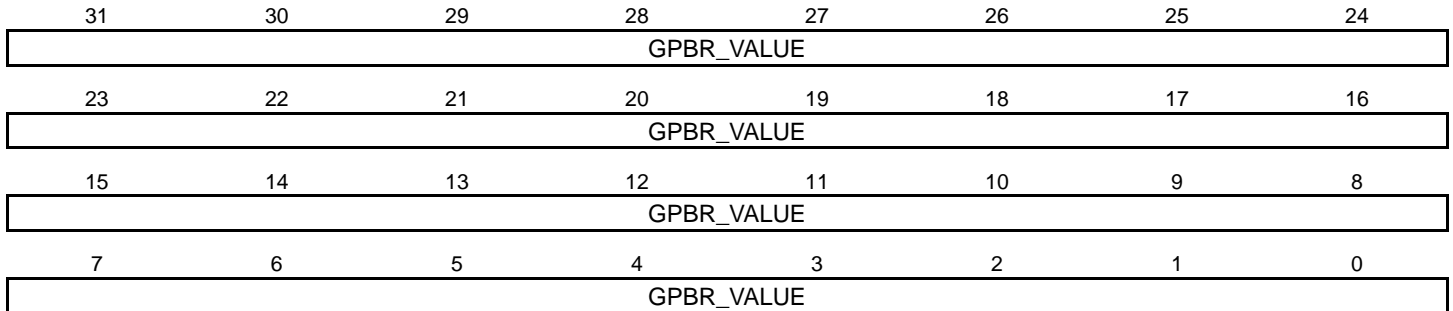 31 30 29 28 27 26 25 24
GPBR_VALUE
23 22 21 20 19 18 17 16
GPBR_VALUE
15 14 13 12 11 10 9 8
GPBR_VALUE
7 6 5 4 3 2 1 0
GPBR_VALUE